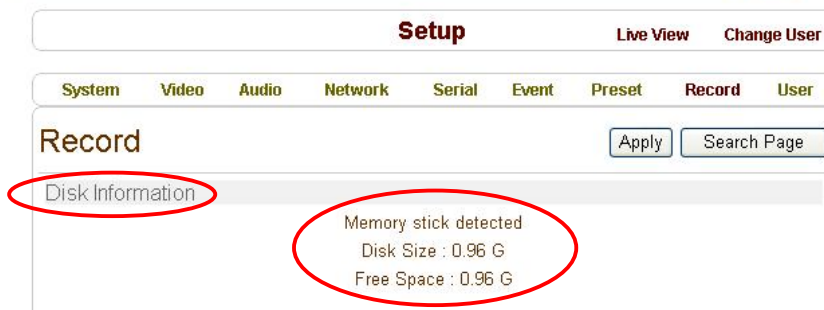 Setup Live View Change User
System Video Audio Network Serial Event Preset Record User
Record Apply Search Page
Disk Information
Memory stick detected
Disk Size : 0.96 G
Free Space : 0.96 G